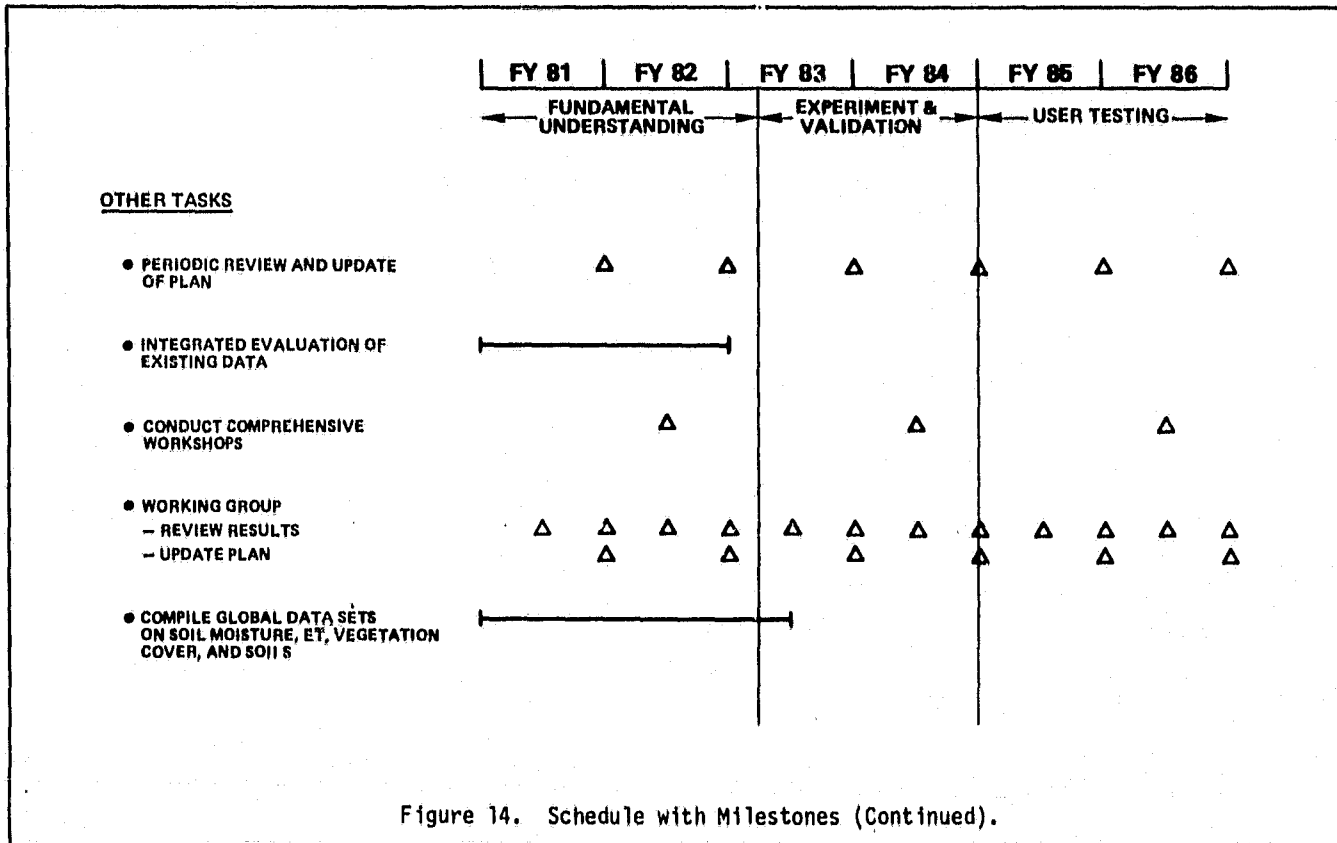 FY 81 FY 82 FY 83 FY 84 FY 85 FY 86
FUNDAMENTAL UNDERSTANDING
EXPERIMENT & VALIDATION
USER TESTING
OTHER TASKS
• PERIODIC REVIEW AND UPDATE
OF PLAN
• INTEGRATED EVALUATION OF
EXISTING DATA
• CONDUCT COMPREHENSIVE
WORKSHOPS
• WORKING GROUP
– REVIEW RESULTS
– UPDATE PLAN
• COMPILE GLOBAL DATA SETS
ON SOIL MOISTURE, ET, VEGETATION
COVER, AND SOILS
Figure 14. Schedule with Milestones (Continued).